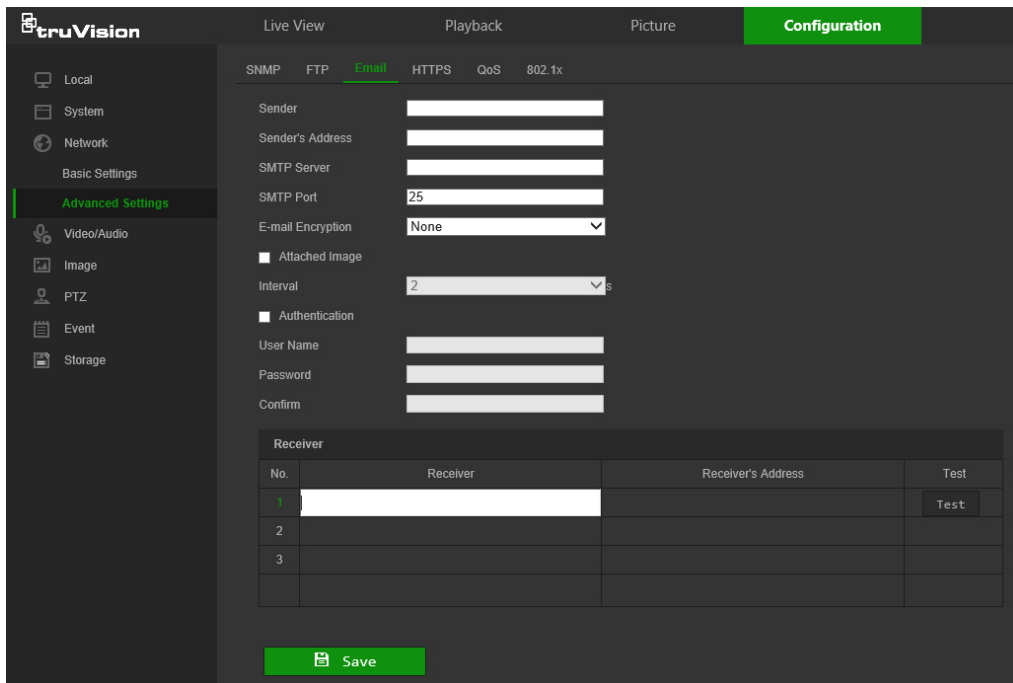 truVision
Live View Playback Picture Configuration
Local
System
Network
Basic Settings
Advanced Settings
Video/Audio
Image
PTZ
Event
Storage
SNMP FTP Email HTTPS QoS 802.1x
Sender
Sender's Address
SMTP Server
SMTP Port 25
E-mail Encryption None
Attached Image
Interval 2 s
Authentication
User Name
Password
Confirm
Receiver
No. Receiver Receiver's Address Test
1 Test
2
3
Save